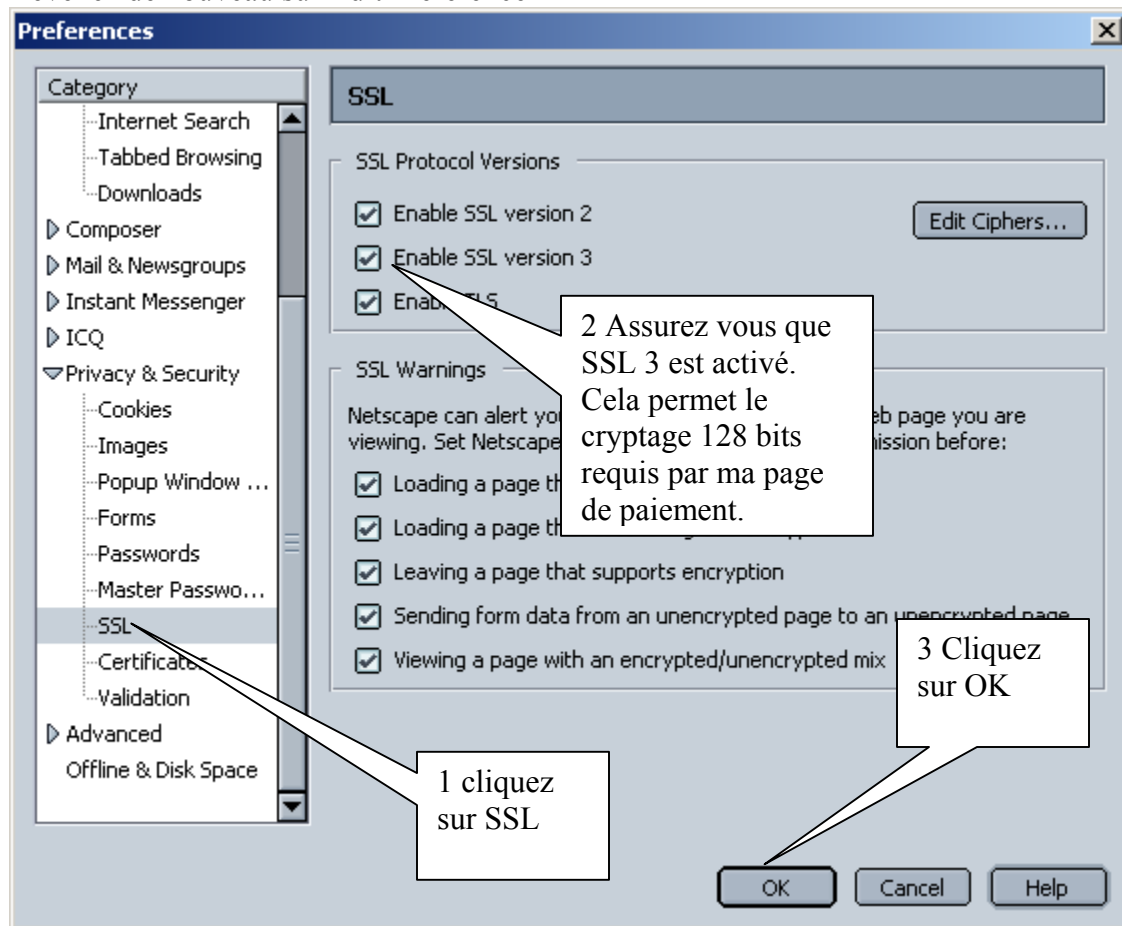 Preferences
Category
Internet Search
Tabbed Browsing
Downloads
Composer
Mail & Newsgroups
Instant Messenger
ICQ
Privacy & Security
Cookies
Images
Popup Window ...
Forms
Passwords
Master Passwo...
SSL
Certificates
Validation
Advanced
Offline & Disk Space
SSL
SSL Protocol Versions
Enable SSL version 2
Edit Ciphers...
Enable SSL version 3
2 Assurez vous que
SSL 3 est activé.
Cela permet le
cryptage 128 bits
requis par ma page
de paiement.
SSL Warnings
Netscape can alert you
eb page you are
viewing. Set Netscape
mission before:
Loading a page
Loading a page
Leaving a page that supports encryption
Sending form data from an unencrypted page to an unencrypted page
Viewing a page with an encrypted/unencrypted mix
3 Cliquez
sur OK
1 cliquez
sur SSL
OK
Cancel
Help